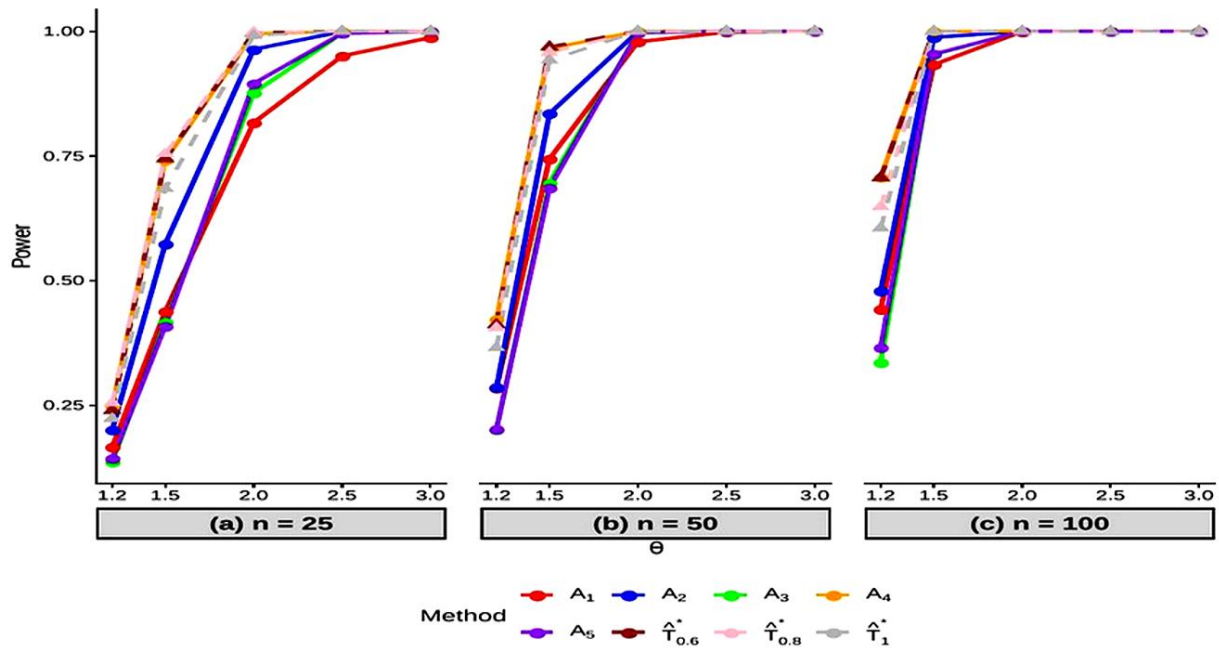 Power
1.00
0.75
0.50
0.25
1.2 1.5 2.0 2.5 3.0
1.2 1.5 2.0 2.5 3.0
1.2 1.5 2.0 2.5 3.0
(a) n = 25
(b) n = 50
(c) n = 100
Θ
Method
A₁ A₂ A₃ A₄
A₅ T̂*₀.₆ T̂*₀.₈ T̂*₁